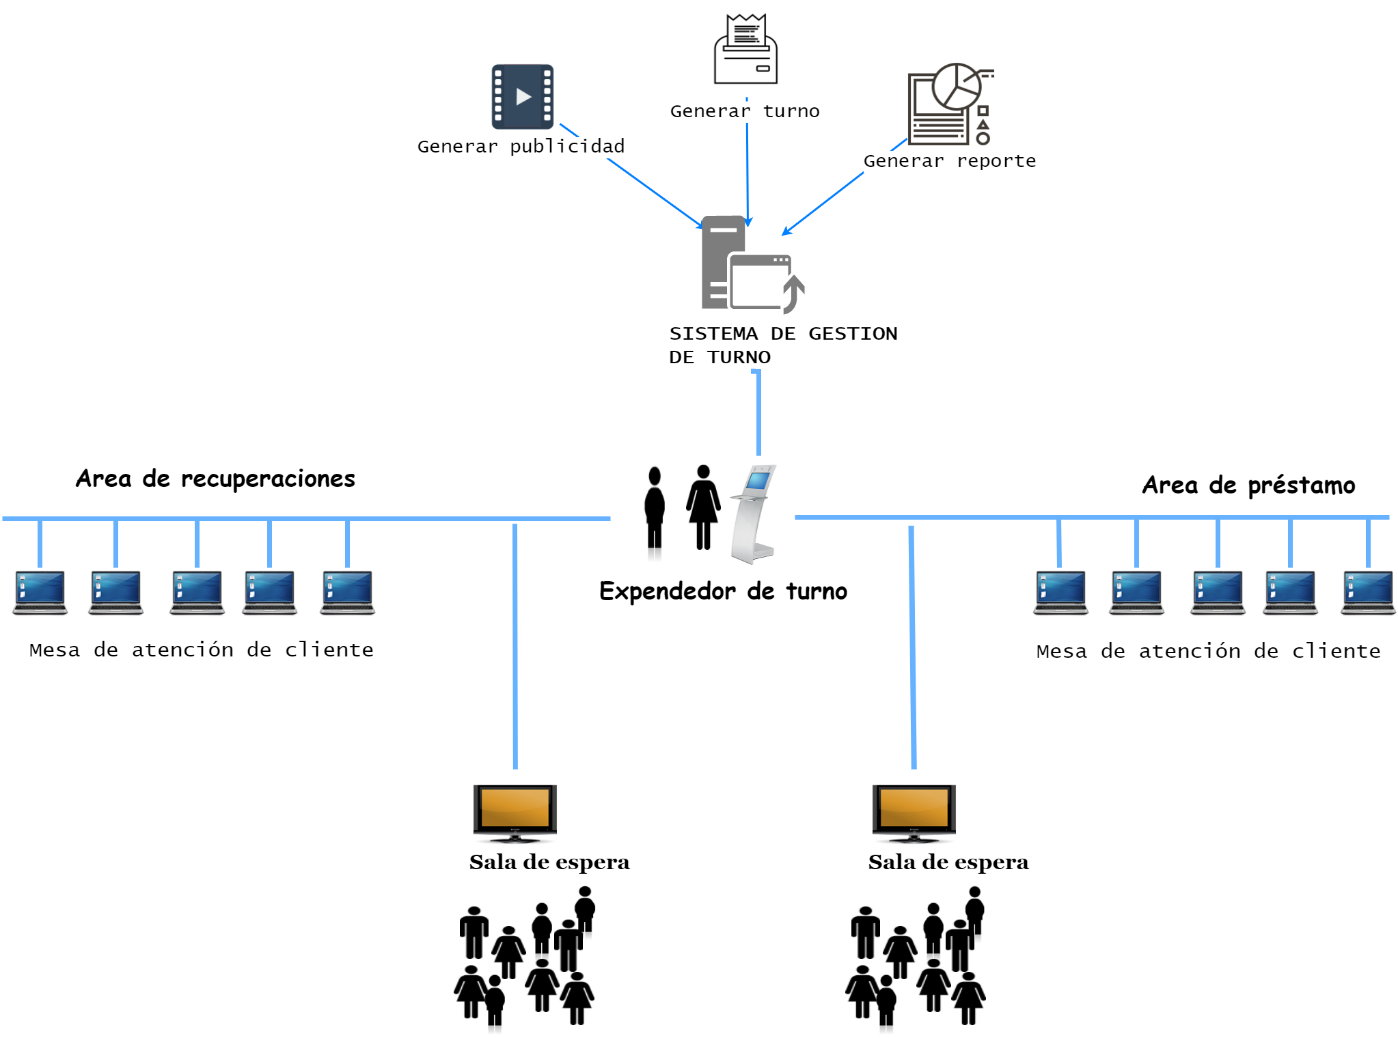 Generar turno
Generar publicidad
Generar reporte
SISTEMA DE GESTION
DE TURNO
Area de recuperaciones
Area de préstamo
Expendedor de turno
Mesa de atención de cliente
Mesa de atención de cliente
Sala de espera
Sala de espera